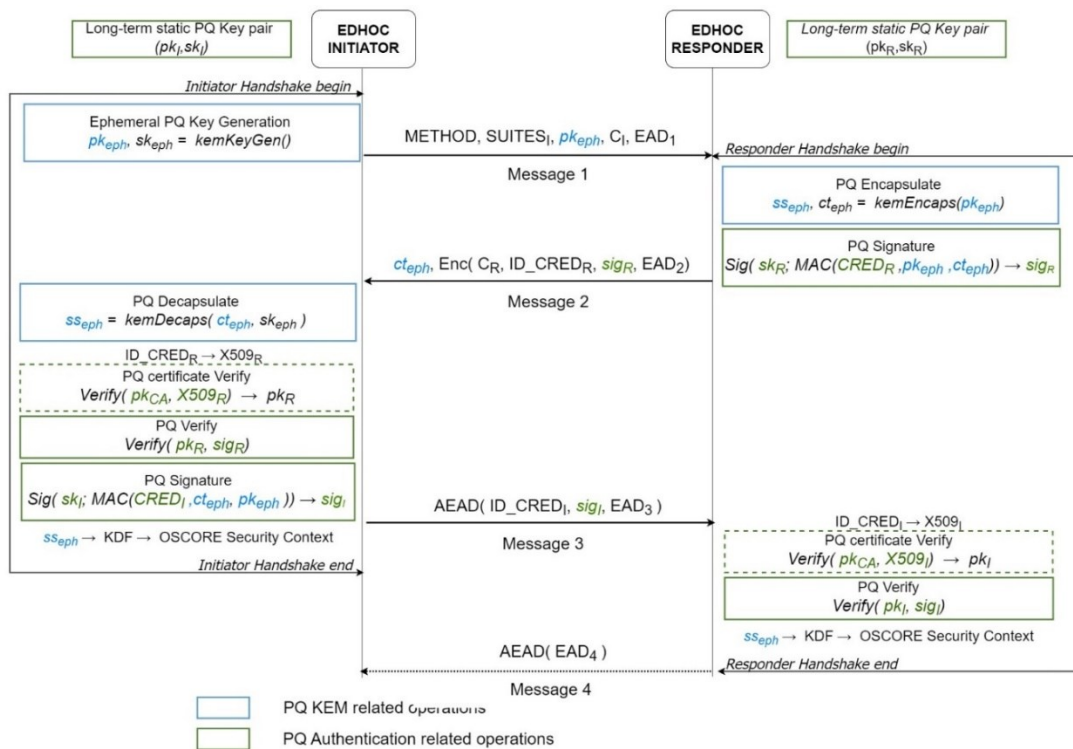 Long-term static PQ Key pair
(pkI,skI)
EDHOC
INITIATOR
EDHOC
RESPONDER
Long-term static PQ Key pair
(pkR,skR)
Initiator Handshake begin
Ephemeral PQ Key Generation
pkeph, skeph = kemKeyGen()
METHOD, SUITESI, pkeph, CI, EAD1
Message 1
Responder Handshake begin
PQ Encapsulate
sseph, cteph = kemEncaps(pkeph)
PQ Signature
Sig( skR; MAC(CREDR ,pkeph ,cteph)) → sigR
cteph, Enc( CR, ID_CREDR, sigR, EAD2)
Message 2
PQ Decapsulate
sseph = kemDecaps( cteph, skeph )
ID_CREDR → X509R
PQ certificate Verify
Verify( pkCA, X509R) → pkR
PQ Verify
Verify( pkR, sigR)
PQ Signature
Sig( skI; MAC(CREDI ,cteph, pkeph )) → sigI
sseph → KDF → OSCORE Security Context
Initiator Handshake end
AEAD( ID_CREDI, sigI, EAD3 )
Message 3
ID_CREDI → X509I
PQ certificate Verify
Verify( pkCA, X509I) → pkI
PQ Verify
Verify( pkI, sigI)
sseph → KDF → OSCORE Security Context
AEAD( EAD4 )
Message 4
Responder Handshake end
PQ KEM related operations
PQ Authentication related operations